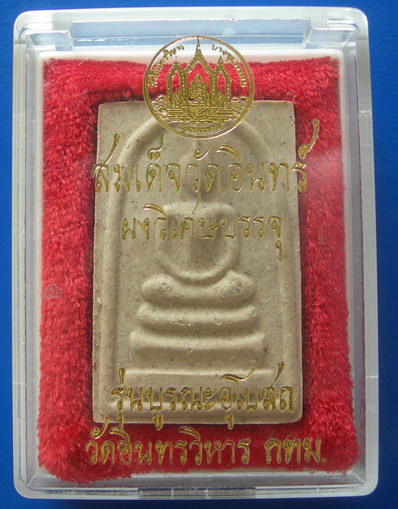 สมเด็จวัดอินทร์
ผงวิเศษบรรจุ
รุ่นบูรณะอุโบสถ
วัดอินทรวิหาร กทม.